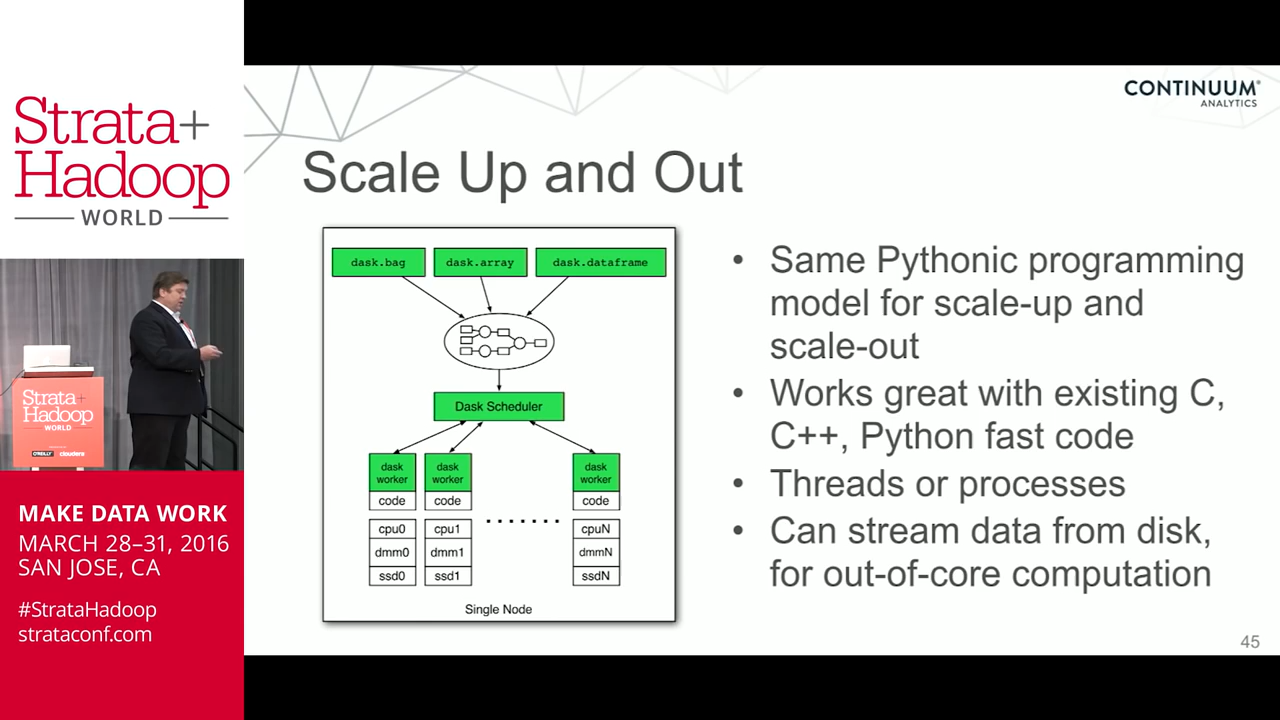 Strata+
Hadoop
WORLD
Strata+
Hadoop
WORLD
O'REILLY cloudera
MAKE DATA WORK
MARCH 28–31, 2016
SAN JOSE, CA
#StrataHadoop
strataconf.com
CONTINUUM®
ANALYTICS
Scale Up and Out
dask.bag dask.array dask.dataframe
Dask Scheduler
dask worker
code
cpu0
dmm0
ssd0
dask worker
code
cpu1
dmm1
ssd1
.......
dask worker
code
cpuN
dmmN
ssdN
Single Node
• Same Pythonic programming
model for scale-up and
scale-out
• Works great with existing C,
C++, Python fast code
• Threads or processes
• Can stream data from disk,
for out-of-core computation
45